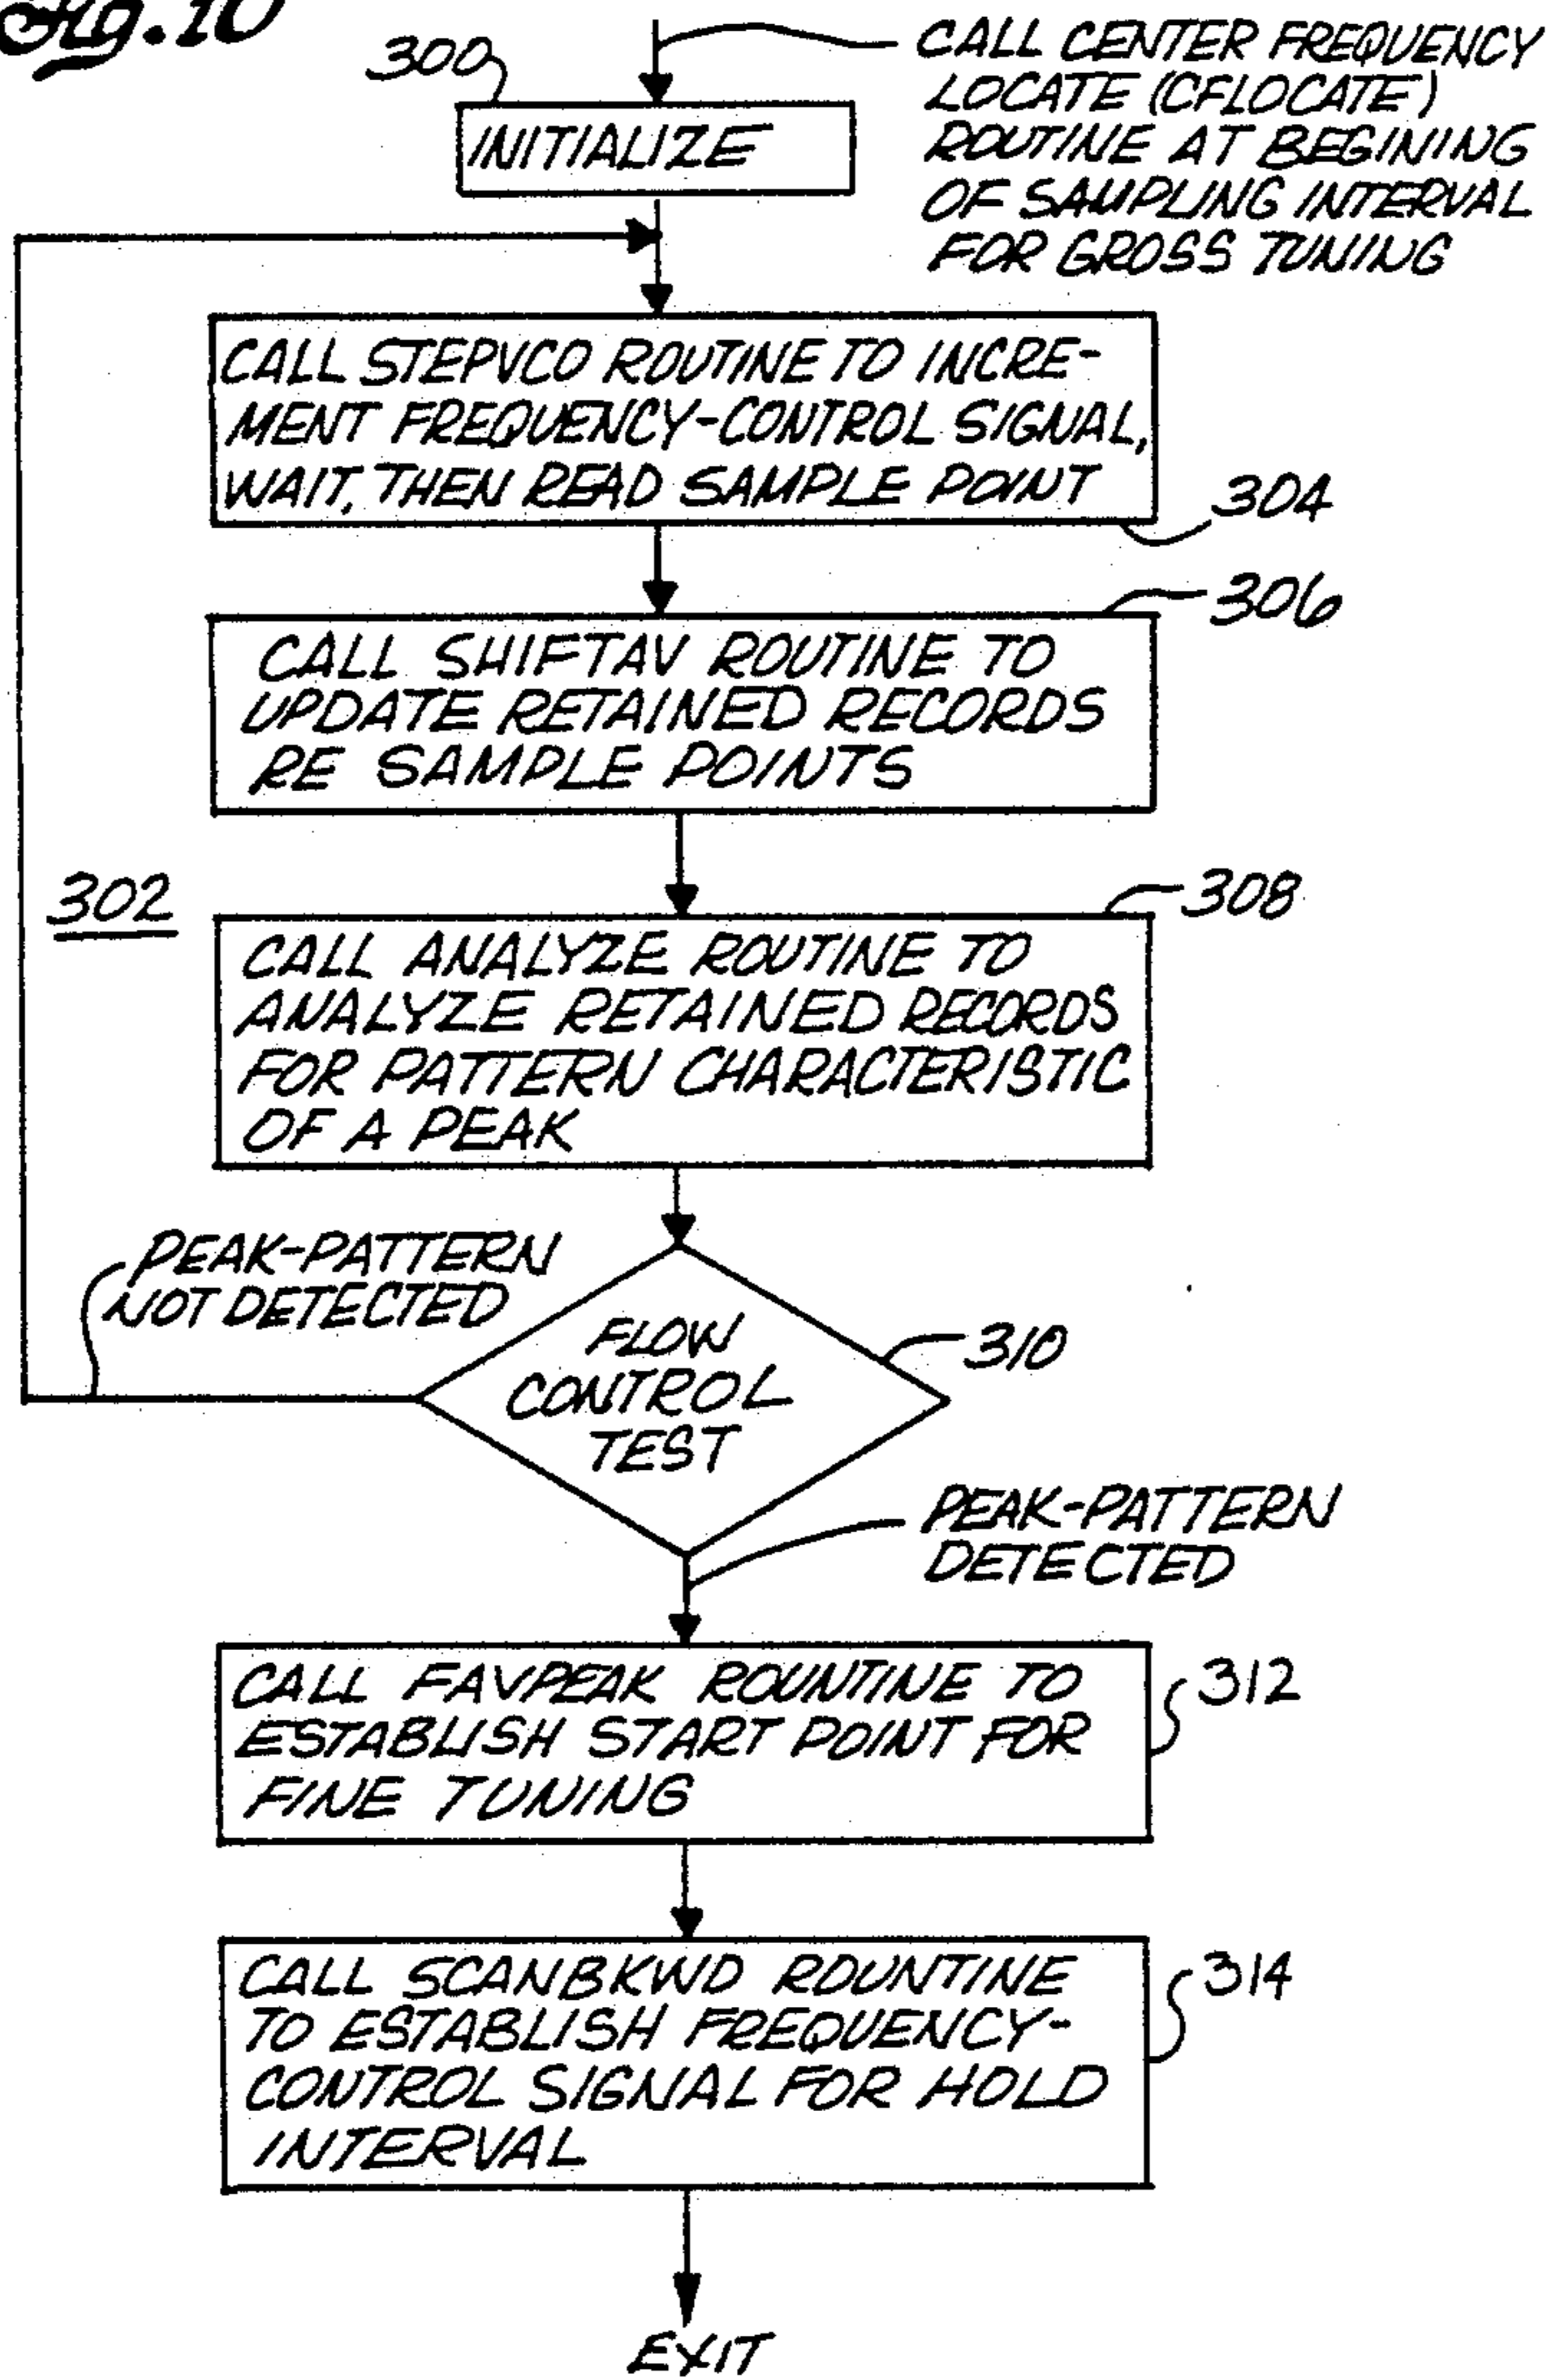 Fig. 10
300
CALL CENTER FREQUENCY
LOCATE (CFLOCATE)
ROUTINE AT BEGINING
OF SAMPLING INTERVAL
FOR GROSS TUNING
INITIALIZE
CALL STEPVCO ROUTINE TO INCRE-
MENT FREQUENCY-CONTROL SIGNAL,
WAIT, THEN READ SAMPLE POINT
304
306
CALL SHIFTAV ROUTINE TO
UPDATE RETAINED RECORDS
RE SAMPLE POINTS
302
308
CALL ANALYZE ROUTINE TO
ANALYZE RETAINED RECORDS
FOR PATTERN CHARACTERISTIC
OF A PEAK
PEAK-PATTERN
NOT DETECTED
FLOW
CONTROL
TEST
310
PEAK-PATTERN
DETECTED
CALL FAVPEAK ROUNTINE TO
ESTABLISH START POINT FOR
FINE TUNING
312
CALL SCANBKWD ROUNTINE
TO ESTABLISH FREQUENCY-
CONTROL SIGNAL FOR HOLD
INTERVAL
314
EXIT